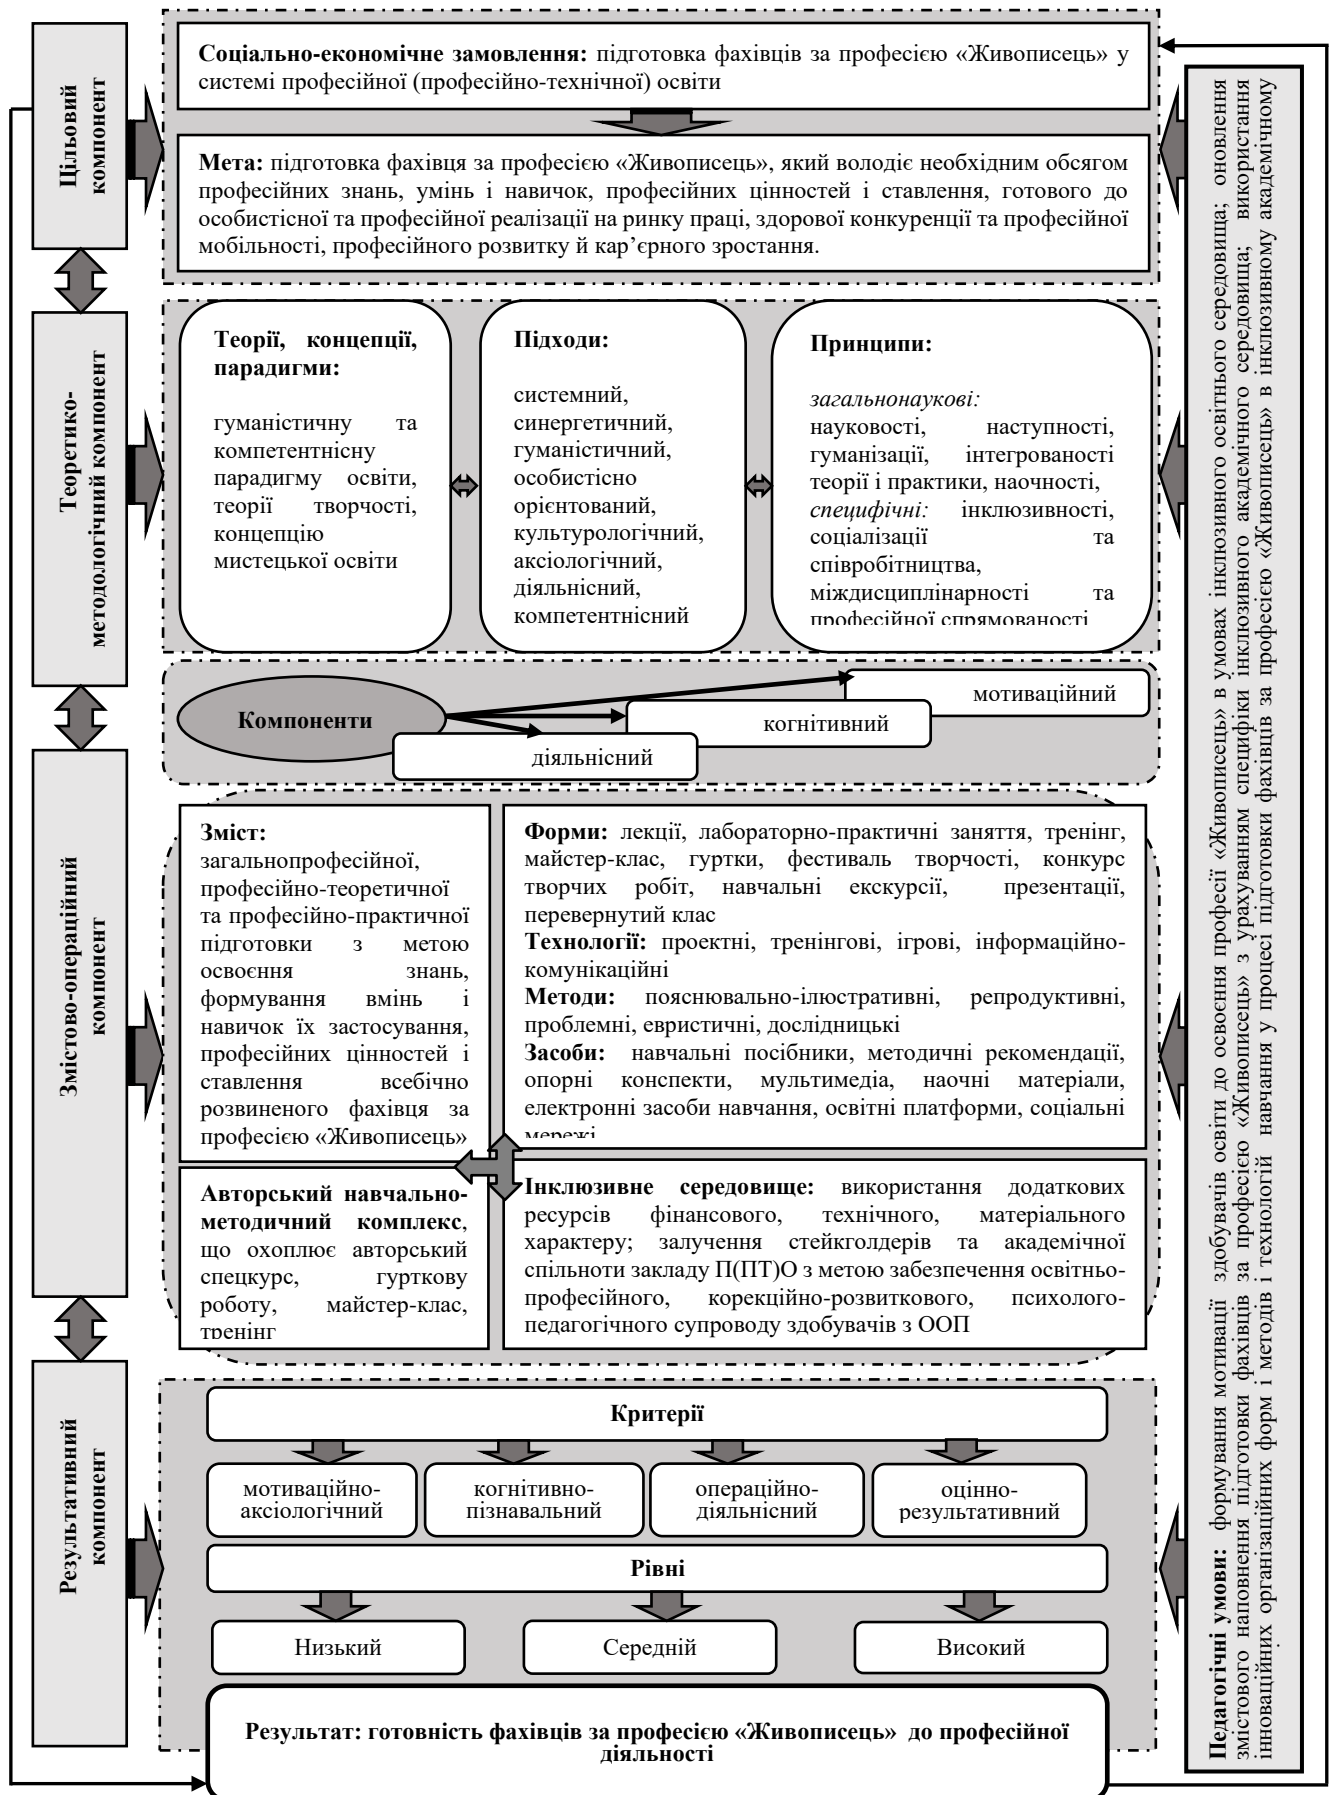 Цільовий
компонент
Соціально-економічне замовлення: підготовка фахівців за професією «Живописець» у
системі професійної (професійно-технічної) освіти
Мета: підготовка фахівця за професією «Живописець», який володіє необхідним обсягом
професійних знань, умінь і навичок, професійних цінностей і ставлення, готового до
особистісної та професійної реалізації на ринку праці, здорової конкуренції та професійної
мобільності, професійного розвитку й кар’єрного зростання.
Теоретико-
методологічний компонент
Теорії, концепції,
парадигми:
гуманістичну та
компетентнісну
парадигму освіти,
теорії творчості,
концепцію
мистецької освіти
Підходи:
системний,
синергетичний,
гуманістичний,
особистісно
орієнтований,
культурологічний,
аксіологічний,
діяльнісний,
компетентнісний
Принципи:
загальнонаукові:
науковості, наступності,
гуманізації, інтегрованості
теорії і практики, наочності,
специфічні: інклюзивності,
соціалізації та
співробітництва,
міждисциплінарності та
професійної спрямованості
Компоненти
мотиваційний
когнітивний
діяльнісний
Змістово-операційний
компонент
Зміст:
загальнопрофесійної,
професійно-теоретичної
та професійно-практичної
підготовки з метою
освоєння знань,
формування вмінь і
навичок їх застосування,
професійних цінностей і
ставлення всебічно
розвиненого фахівця за
професією «Живописець»
Форми: лекції, лабораторно-практичні заняття, тренінг,
майстер-клас, гуртки, фестиваль творчості, конкурс
творчих робіт, навчальні екскурсії, презентації,
перевернутий клас
Технології: проектні, тренінгові, ігрові, інформаційно-
комунікаційні
Методи: пояснювально-ілюстративні, репродуктивні,
проблемні, евристичні, дослідницькі
Засоби: навчальні посібники, методичні рекомендації,
опорні конспекти, мультимедіа, наочні матеріали,
електронні засоби навчання, освітні платформи, соціальні
мережі
Авторський навчально-
методичний комплекс,
що охоплює авторський
спецкурс, гурткову
роботу, майстер-клас,
тренінг
Інклюзивне середовище: використання додаткових
ресурсів фінансового, технічного, матеріального
характеру; залучення стейкголдерів та академічної
спільноти закладу П(ПТ)О з метою забезпечення освітньо-
професійного, корекційно-розвиткового, психолого-
педагогічного супроводу здобувачів з ООП
Результативний
компонент
Критерії
мотиваційно-
аксіологічний
когнітивно-
пізнавальний
операційно-
діяльнісний
оцінно-
результативний
Рівні
Низький
Середній
Високий
Результат: готовність фахівців за професією «Живописець» до професійної
діяльності
Педагогічні умови: формування мотивації здобувачів освіти до освоєння професії «Живописець» в умовах інклюзивного освітнього середовища; оновлення
змістового наповнення підготовки фахівців за професією «Живописець» з урахуванням специфіки інклюзивного академічного середовища; використання
інноваційних організаційних форм і методів і технологій навчання у процесі підготовки фахівців за професією «Живописець» в інклюзивному академічному